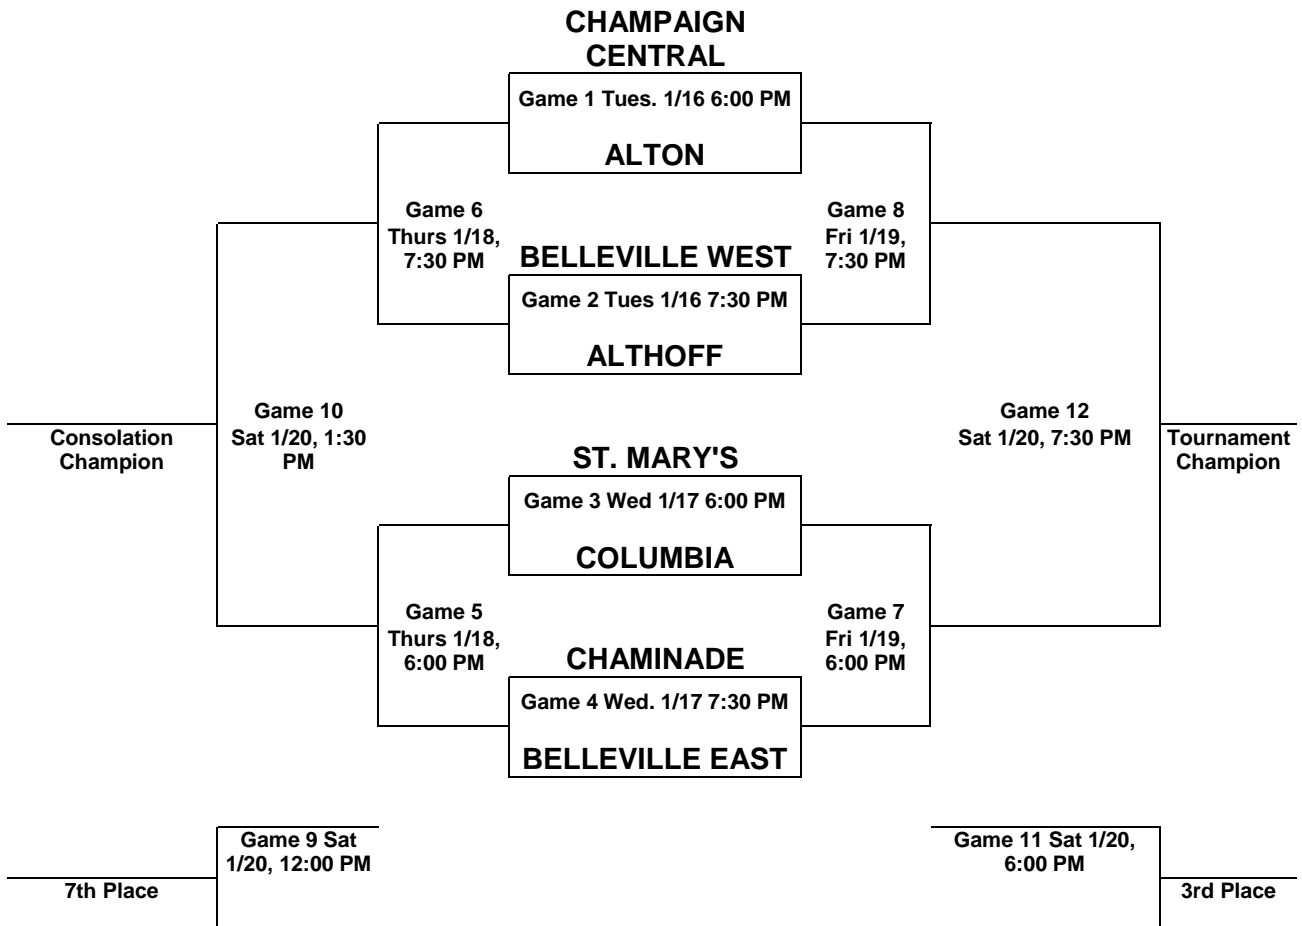 CHAMPAIGN
CENTRAL
Game 1 Tues. 1/16 6:00 PM
ALTON
Game 6
Thurs 1/18,
7:30 PM
Game 8
Fri 1/19,
7:30 PM
BELLEVILLE WEST
Game 2 Tues 1/16 7:30 PM
ALTHOFF
Game 10
Sat 1/20, 1:30
PM
Consolation
Champion
Game 12
Sat 1/20, 7:30 PM
Tournament
Champion
ST. MARY'S
Game 3 Wed 1/17 6:00 PM
COLUMBIA
Game 5
Thurs 1/18,
6:00 PM
Game 7
Fri 1/19,
6:00 PM
CHAMINADE
Game 4 Wed. 1/17 7:30 PM
BELLEVILLE EAST
Game 9 Sat
1/20, 12:00 PM
7th Place
Game 11 Sat 1/20,
6:00 PM
3rd Place